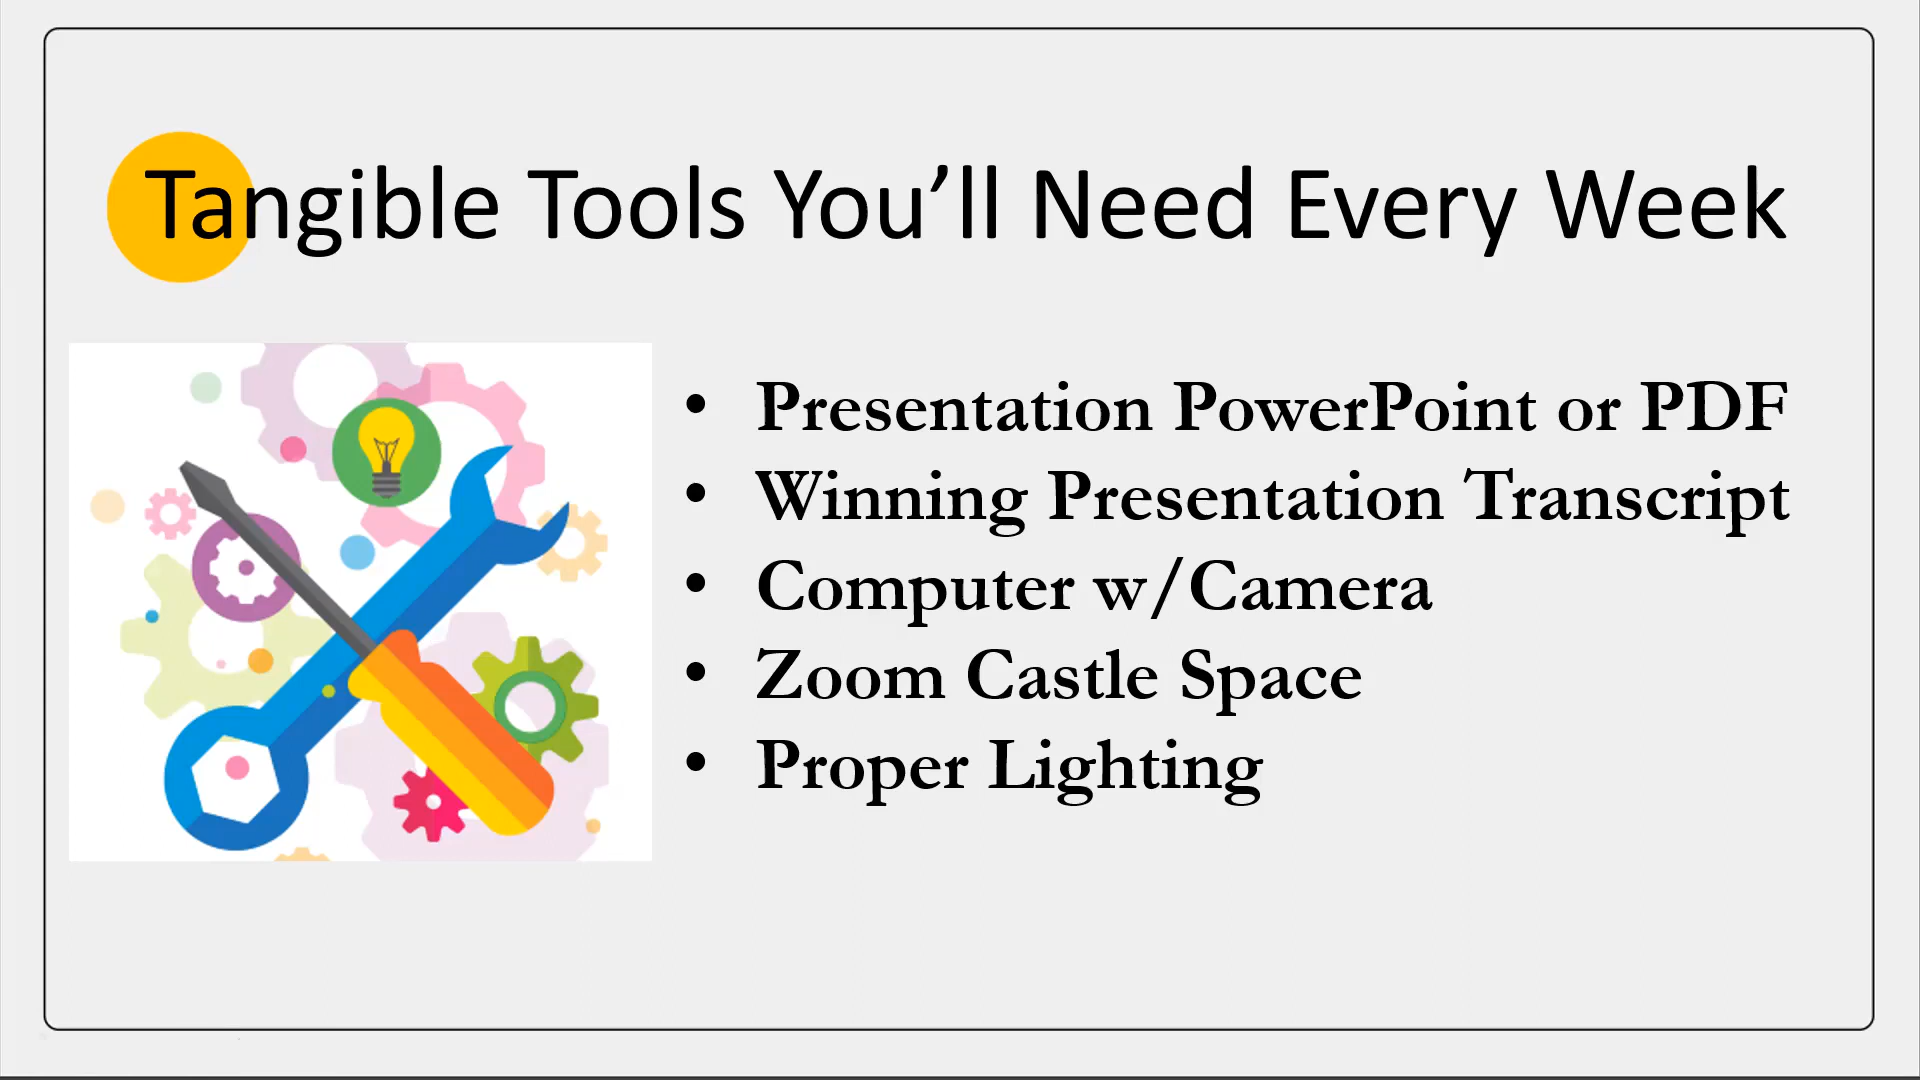 Tangible Tools You’ll Need Every Week
• Presentation PowerPoint or PDF
• Winning Presentation Transcript
• Computer w/Camera
• Zoom Castle Space
• Proper Lighting